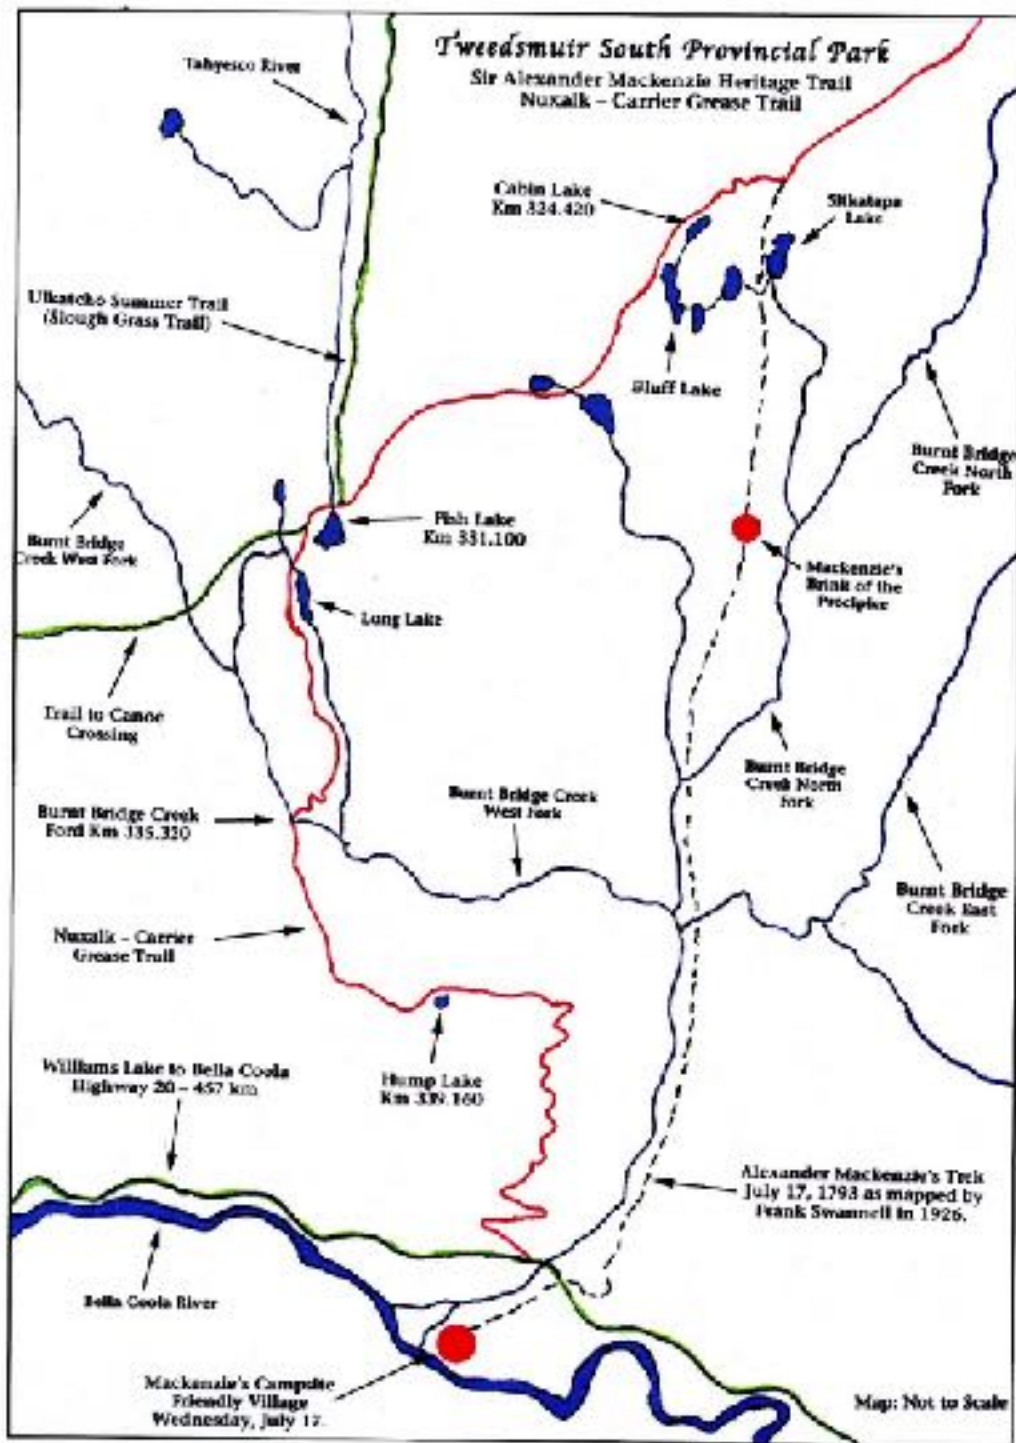 Tweedsmuir South Provincial Park
Sir Alexander Mackenzie Heritage Trail
Nuxalk – Carrier Grease Trail
Tahyesco River
Cabin Lake
Km 324.420
Lake
Ulkatcho Summer Trail
(Slough Grass Trail)
Bluff Lake
Burnt Bridge
Creek North
Fork
Fish Lake
Km 331.100
Burnt Bridge
Creek West Fork
Mackenzie's
Brink of the
Precipice
Long Lake
Trail to Canoe
Crossing
Burnt Bridge
Creek North
Fork
Burnt Bridge Creek
West Fork
Burnt Bridge Creek
Ford Km 335.320
Burnt Bridge
Creek East
Fork
Nuxalk – Carrier
Grease Trail
Williams Lake to Bella Coola
Highway 20 – 457 km
Hump Lake
Km 339.160
Alexander Mackenzie's Trek
July 17, 1793 as mapped by
Frank Swannell in 1926.
Bella Coola River
Mackenzie's Campsite
Friendly Village
Wednesday, July 17.
Map: Not to Scale